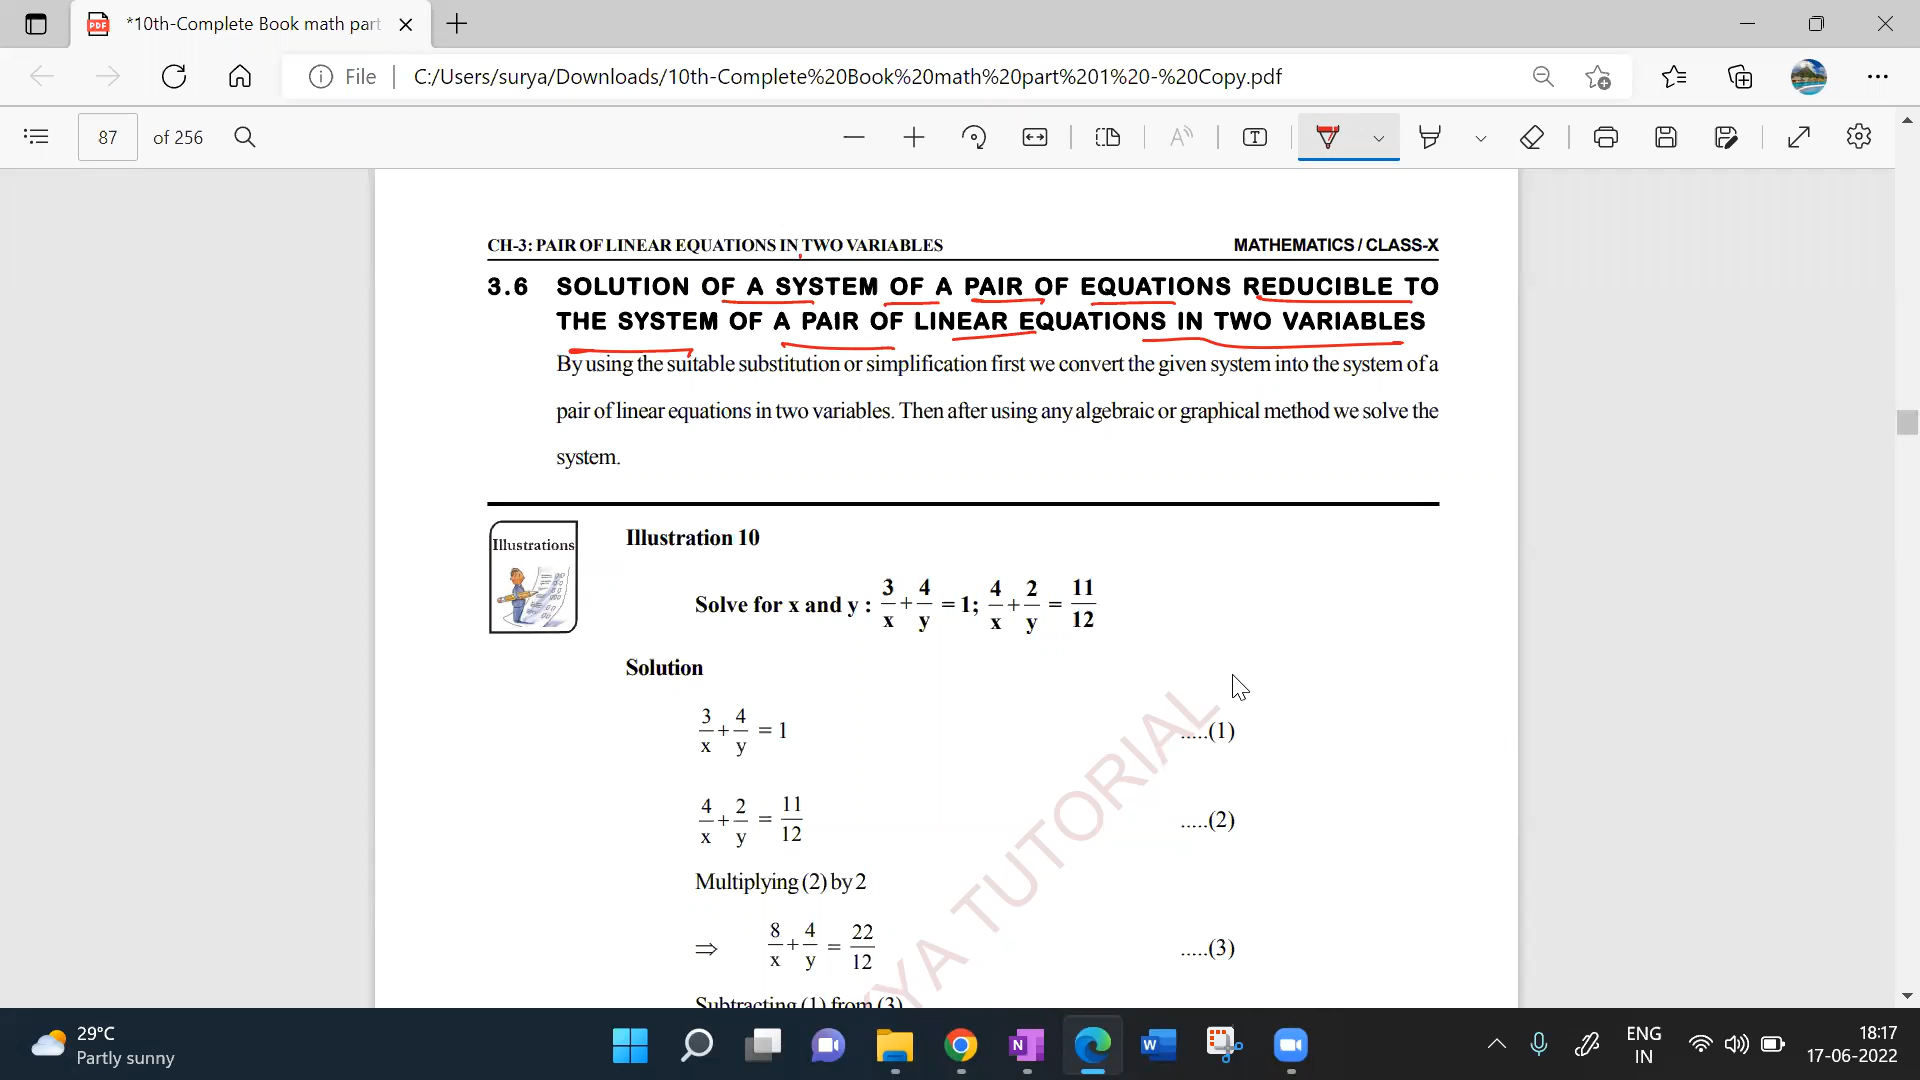 *10th-Complete Book math part
File
C:/Users/surya/Downloads/10th-Complete%20Book%20math%20part%201%20-%20Copy.pdf
87 of 256
CH-3: PAIR OF LINEAR EQUATIONS IN TWO VARIABLES MATHEMATICS / CLASS-X
3.6 SOLUTION OF A SYSTEM OF A PAIR OF EQUATIONS REDUCIBLE TO
THE SYSTEM OF A PAIR OF LINEAR EQUATIONS IN TWO VARIABLES
By using the suitable substitution or simplification first we convert the given system into the system of a
pair of linear equations in two variables. Then after using any algebraic or graphical method we solve the
system.
Illustrations
Illustration 10
Solve for x and y : 3/x + 4/y = 1; 4/x + 2/y = 11/12
Solution
3/x + 4/y = 1 .....(1)
4/x + 2/y = 11/12 .....(2)
Multiplying (2) by 2
⇒ 8/x + 4/y = 22/12 .....(3)
Subtracting (1) from (3)
YA TUTORIAL
29°C
Partly sunny
ENG
IN
18:17
17-06-2022